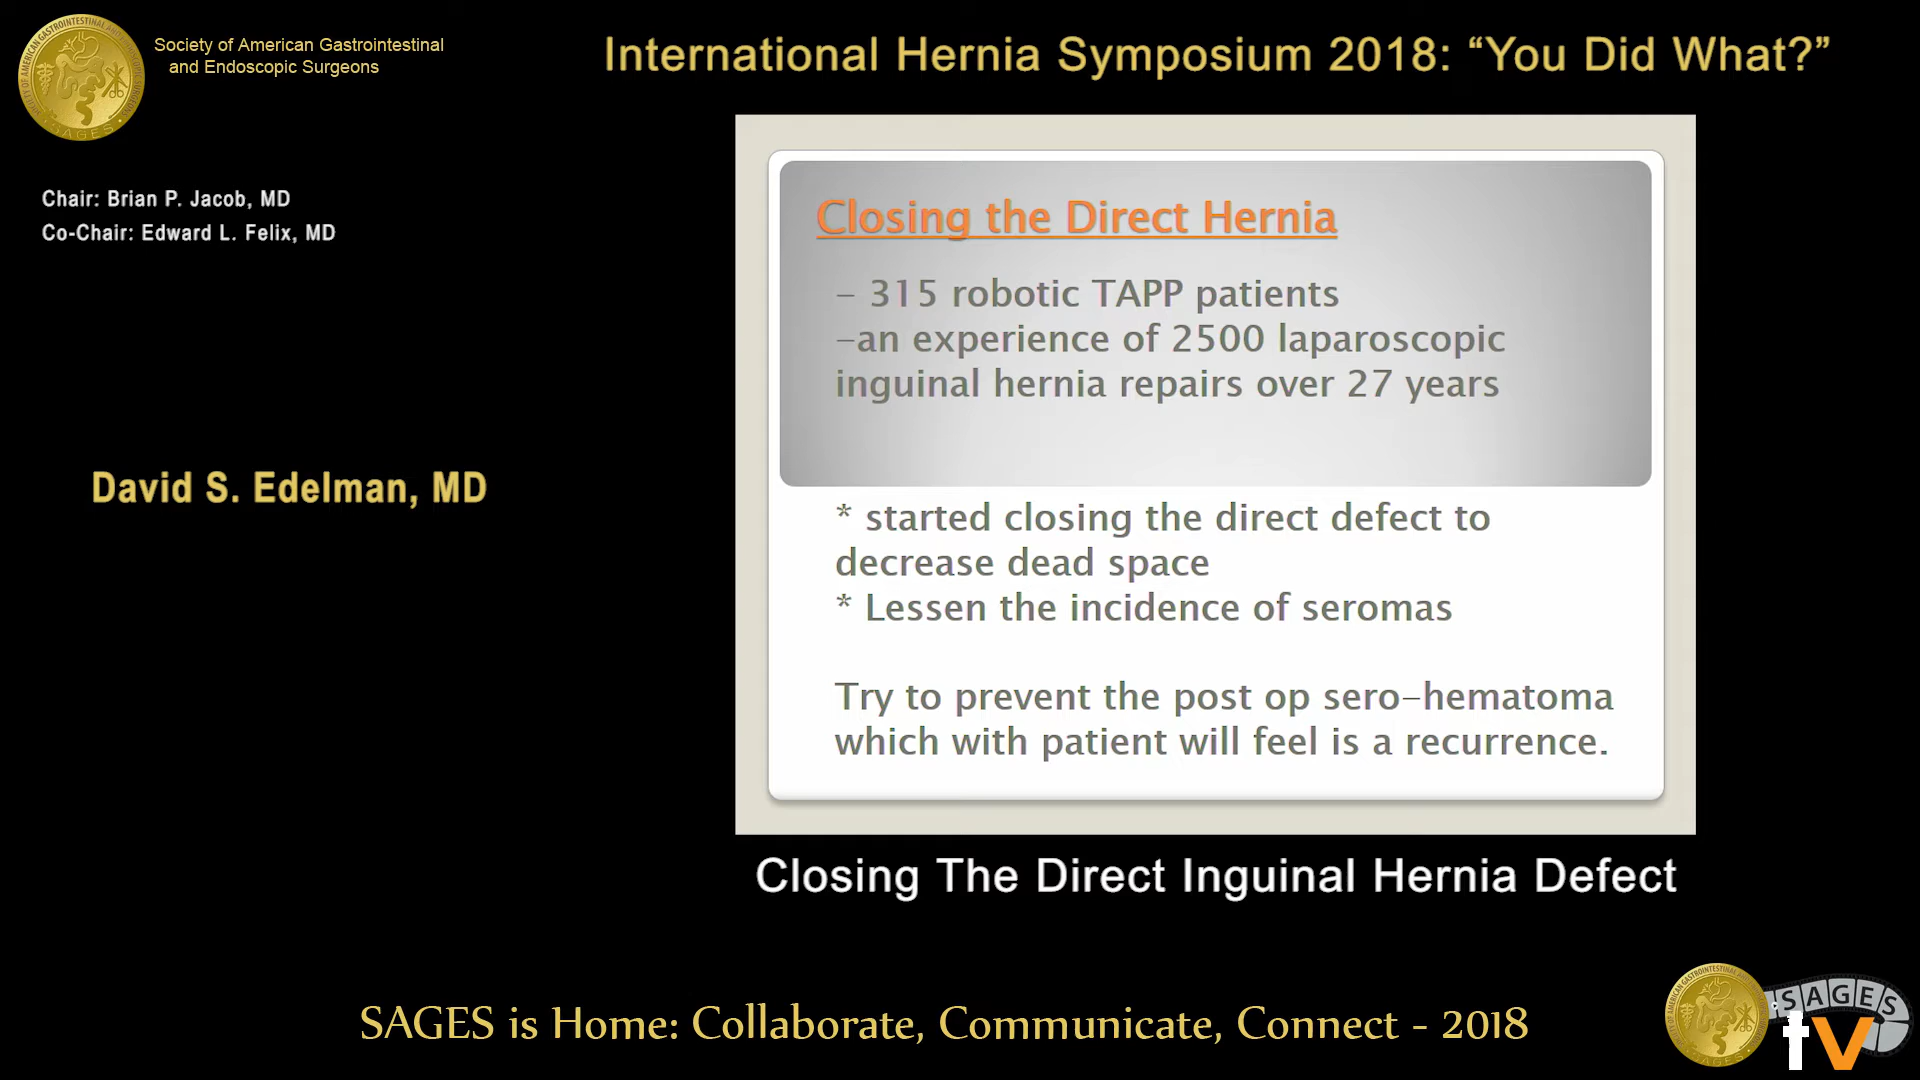 Society of American Gastrointestinal
and Endoscopic Surgeons
International Hernia Symposium 2018: “You Did What?”
Chair: Brian P. Jacob, MD
Co-Chair: Edward L. Felix, MD
David S. Edelman, MD
Closing the Direct Hernia
– 315 robotic TAPP patients
–an experience of 2500 laparoscopic
inguinal hernia repairs over 27 years
* started closing the direct defect to
decrease dead space
* Lessen the incidence of seromas
Try to prevent the post op sero–hematoma
which with patient will feel is a recurrence.
Closing The Direct Inguinal Hernia Defect
SAGES is Home: Collaborate, Communicate, Connect - 2018
SAGES
tv